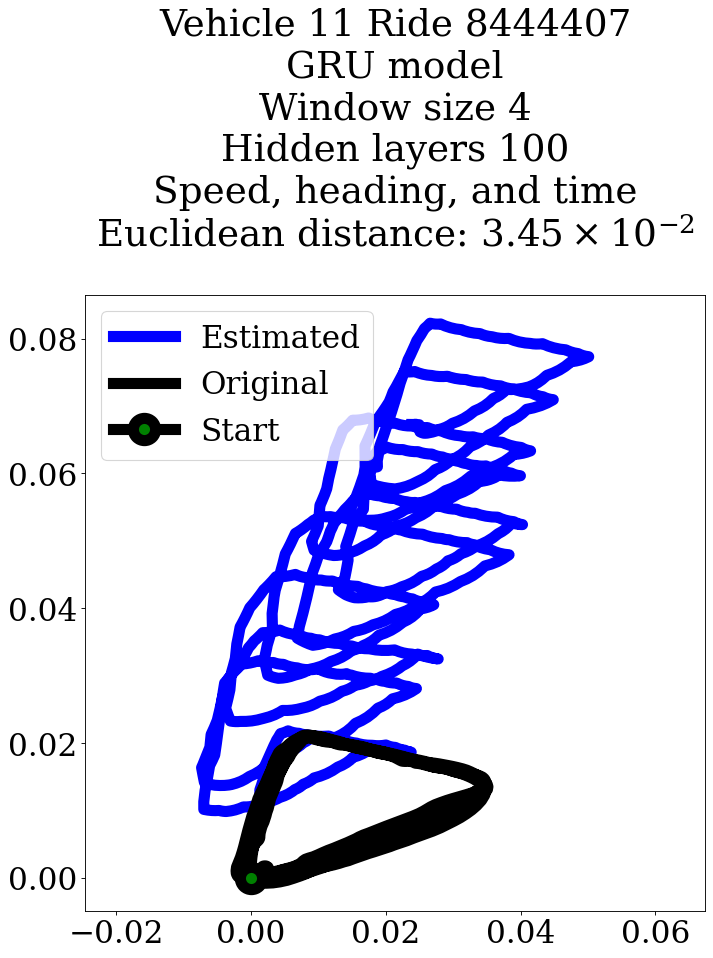 Vehicle 11 Ride 8444407
GRU model
Window size 4
Hidden layers 100
Speed, heading, and time
Euclidean distance: 3.45 × 10⁻²
Estimated
Original
Start
0.08
0.06
0.04
0.02
0.00
−0.02 0.00 0.02 0.04 0.06